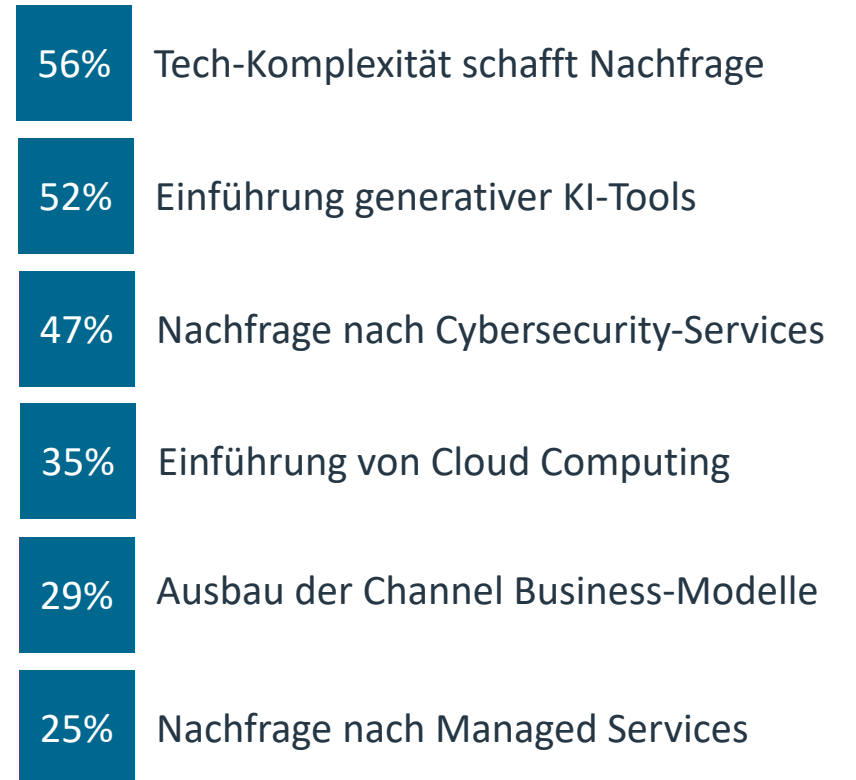 56% Tech-Komplexität schafft Nachfrage
52% Einführung generativer KI-Tools
47% Nachfrage nach Cybersecurity-Services
35% Einführung von Cloud Computing
29% Ausbau der Channel Business-Modelle
25% Nachfrage nach Managed Services